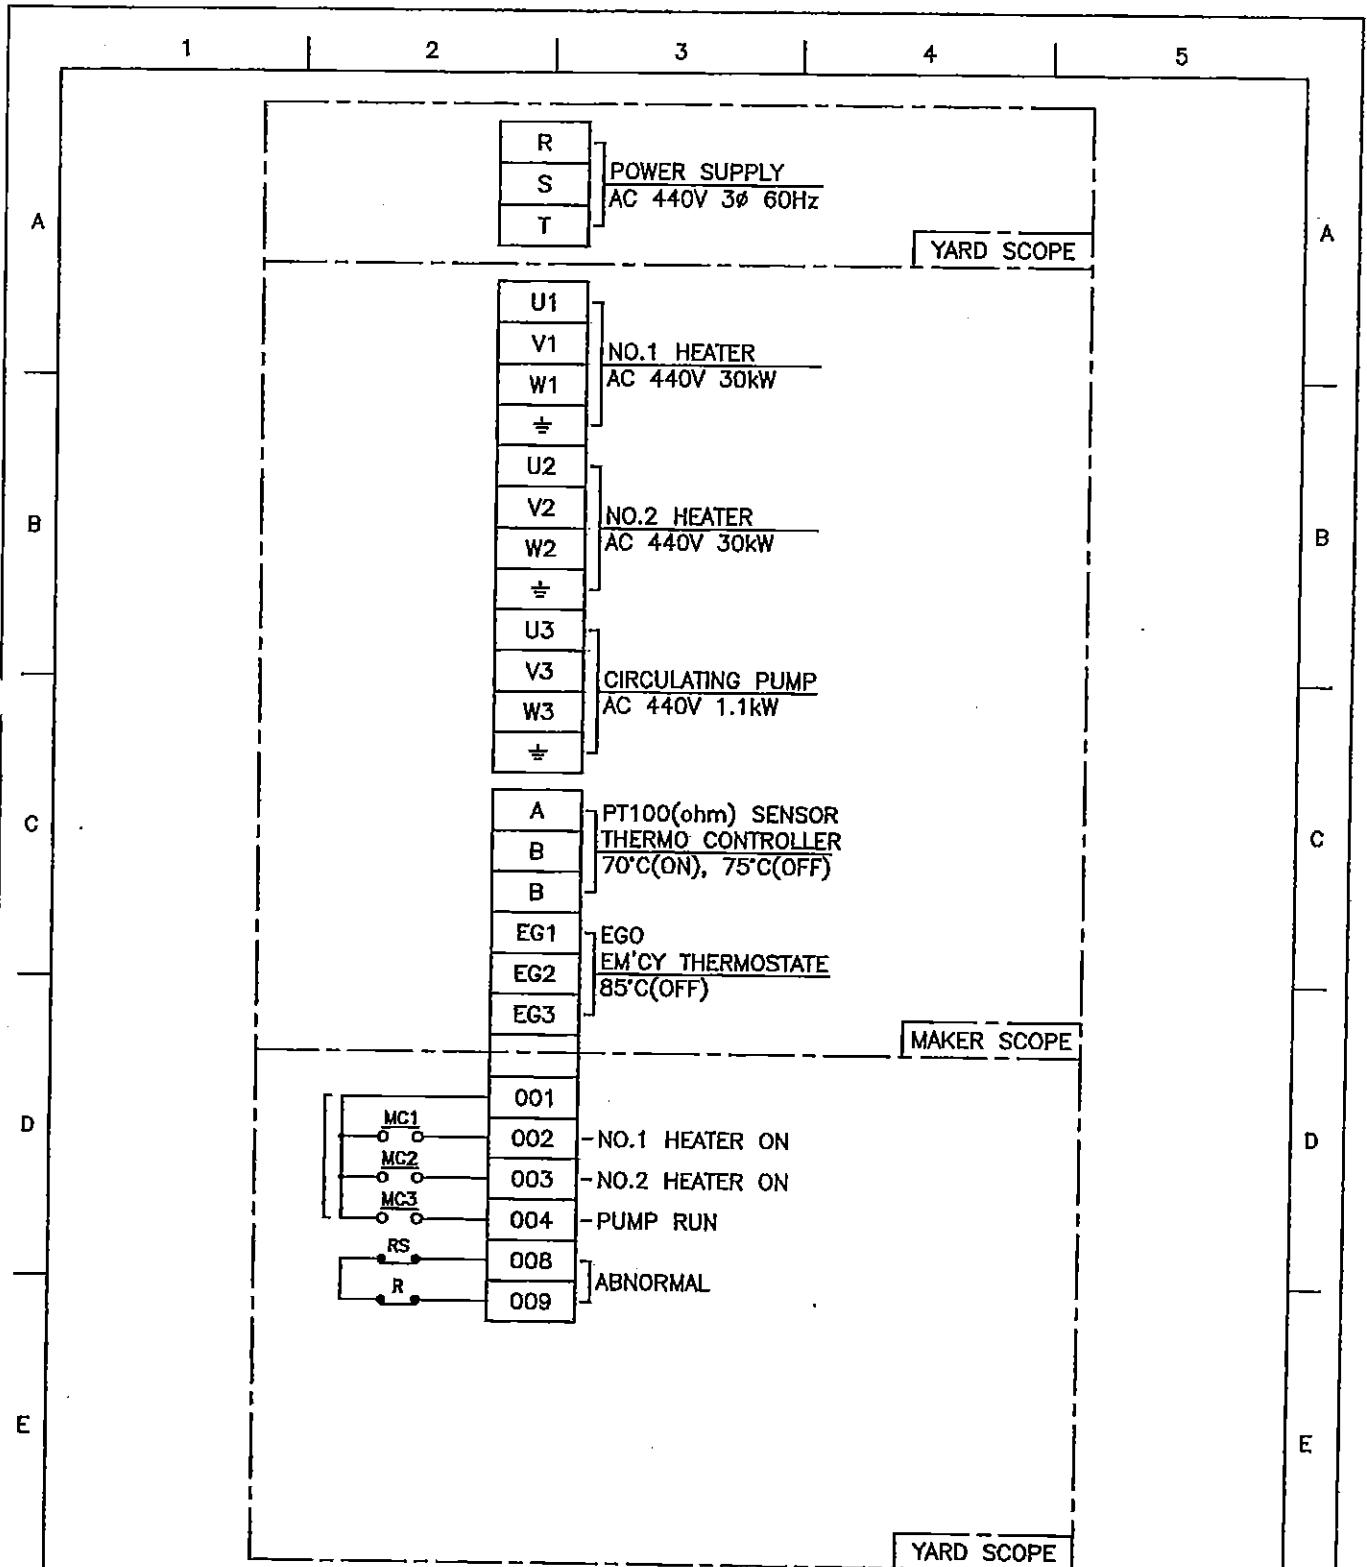 1 2 3 4 5
R
S
T
POWER SUPPLY
AC 440V 3ø 60Hz
A
A
YARD SCOPE
U1
V1
W1
NO.1 HEATER
AC 440V 30kW
U2
V2
W2
NO.2 HEATER
AC 440V 30kW
B
B
U3
V3
W3
CIRCULATING PUMP
AC 440V 1.1kW
A
B
B
PT100(ohm) SENSOR
THERMO CONTROLLER
70°C(ON), 75°C(OFF)
C
C
EG1
EG2
EG3
EGO
EM'CY THERMOSTATE
85°C(OFF)
MAKER SCOPE
001
MC1 002 -NO.1 HEATER ON
D
D
MC2 003 -NO.2 HEATER ON
MC3 004 -PUMP RUN
RS 008
R 009
ABNORMAL
E
E
YARD SCOPE